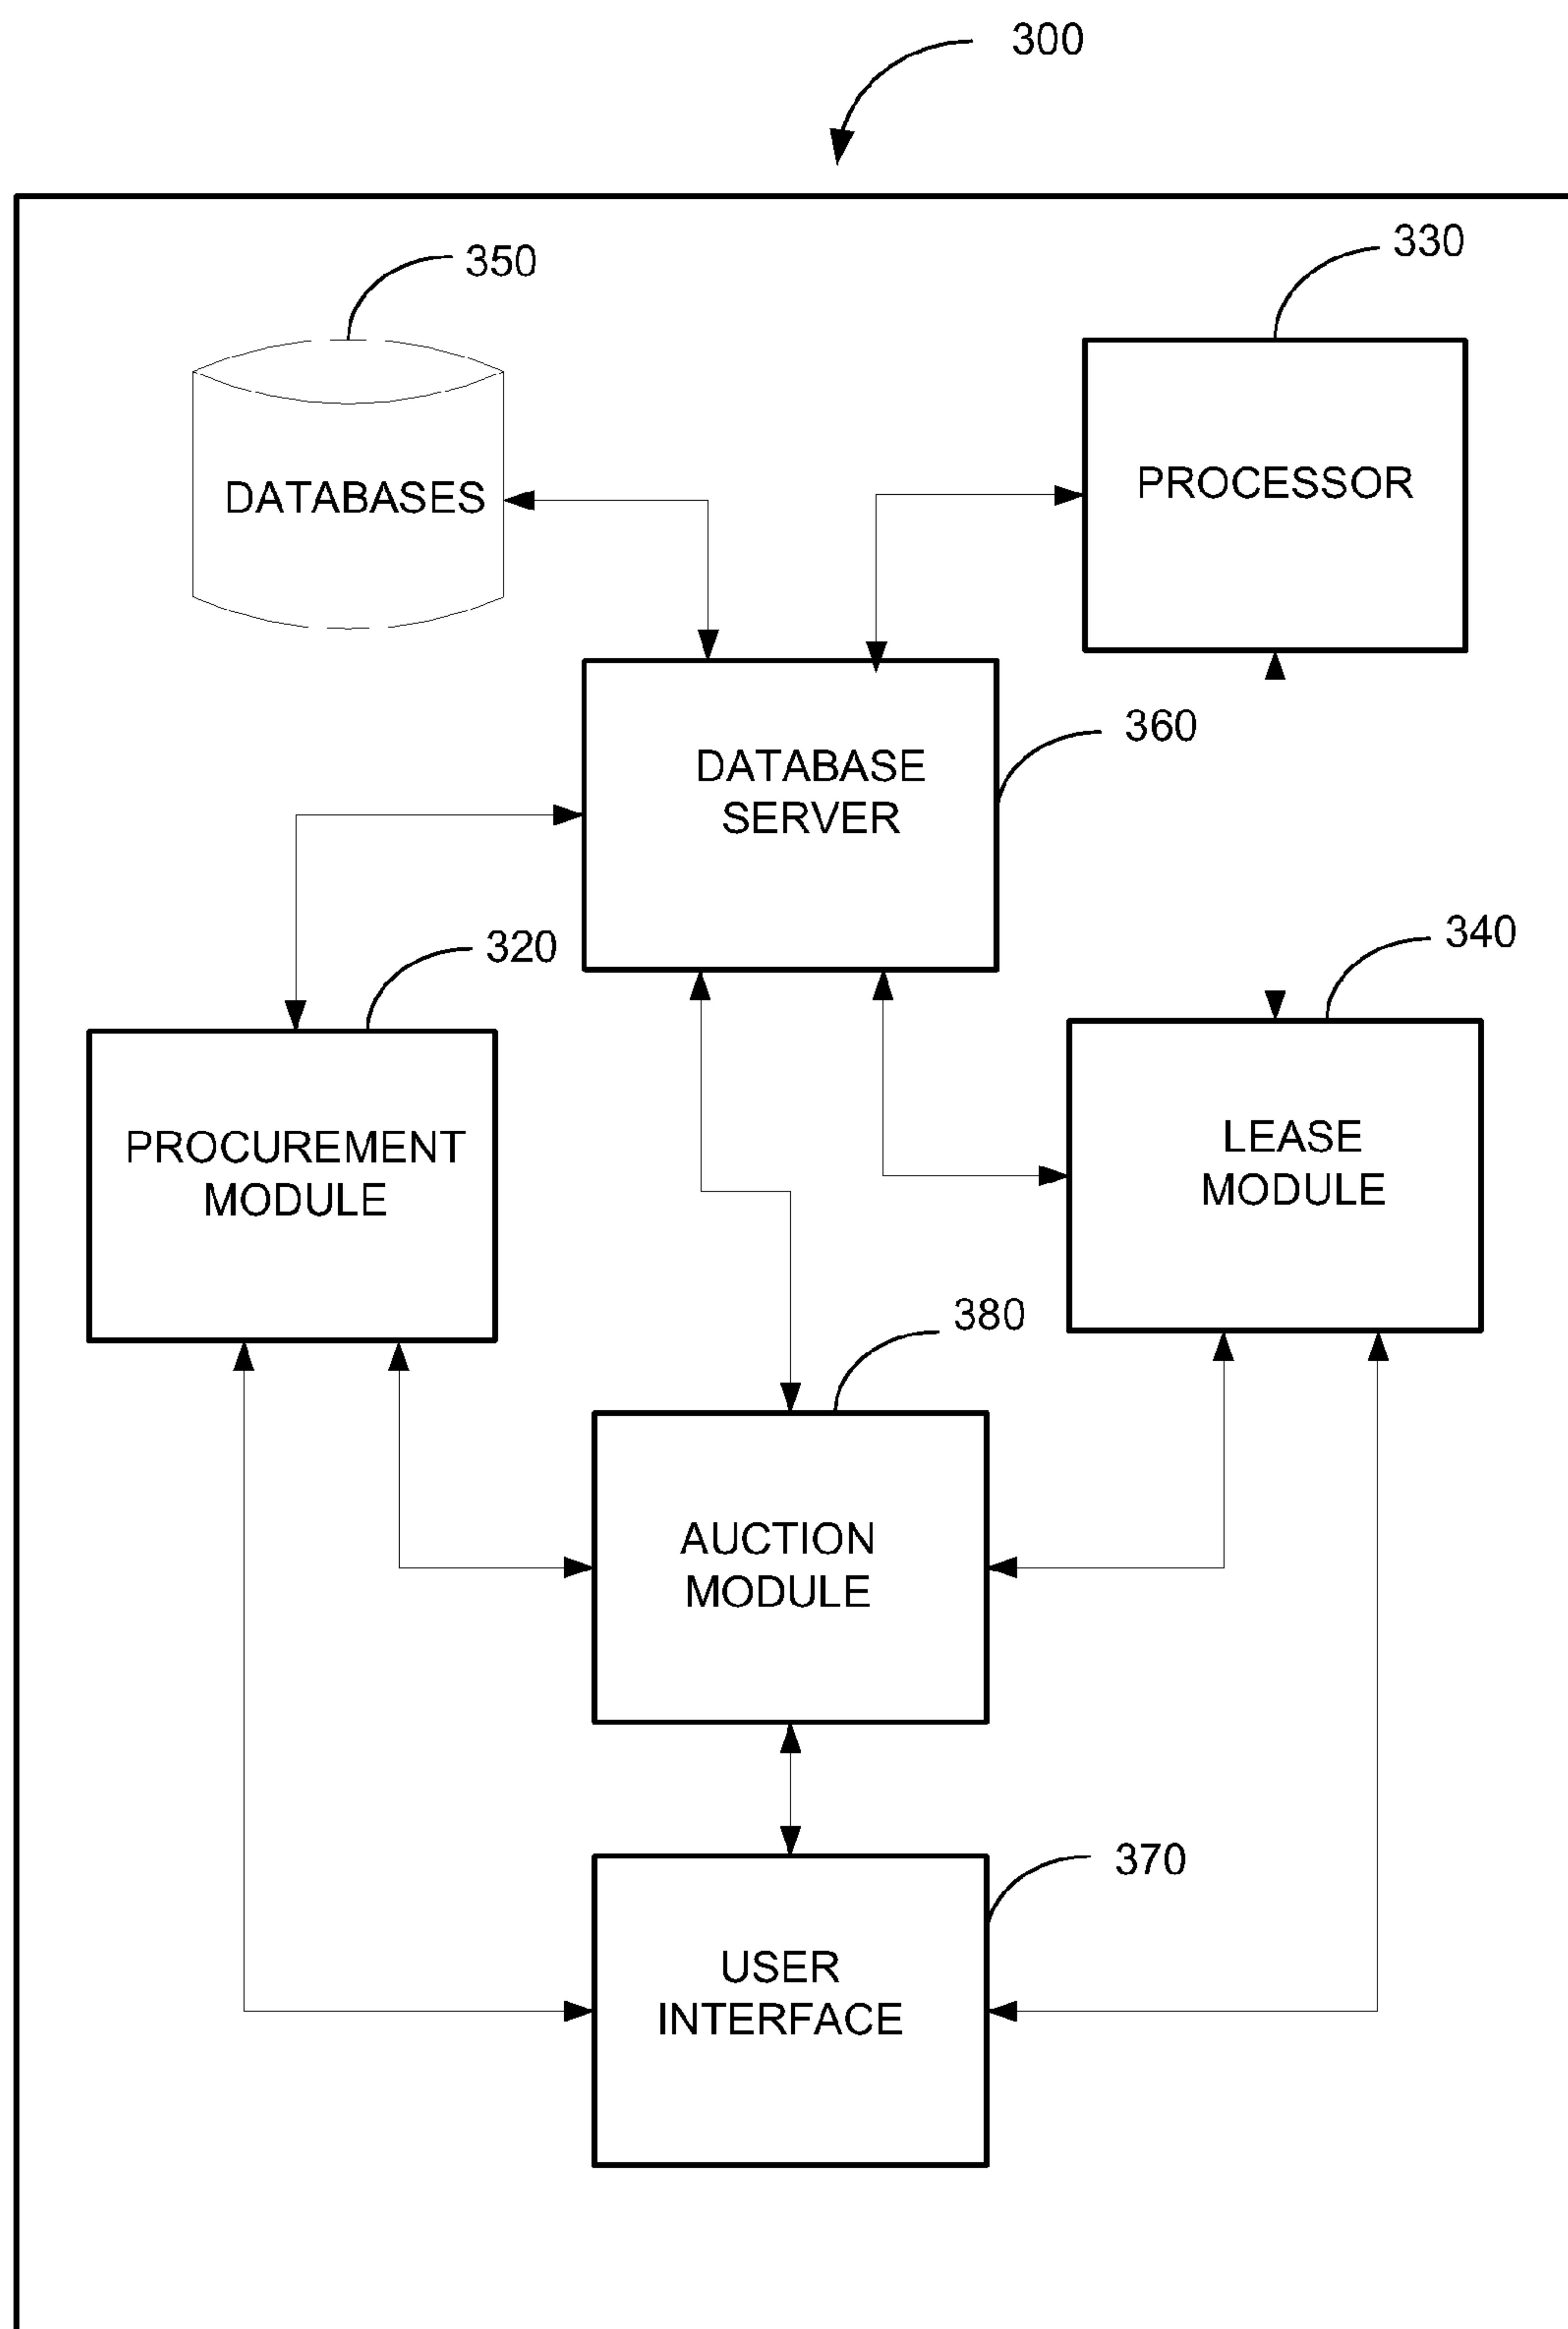 300
350
330
DATABASES
PROCESSOR
360
DATABASE
SERVER
320
340
PROCUREMENT
MODULE
LEASE
MODULE
380
AUCTION
MODULE
370
USER
INTERFACE